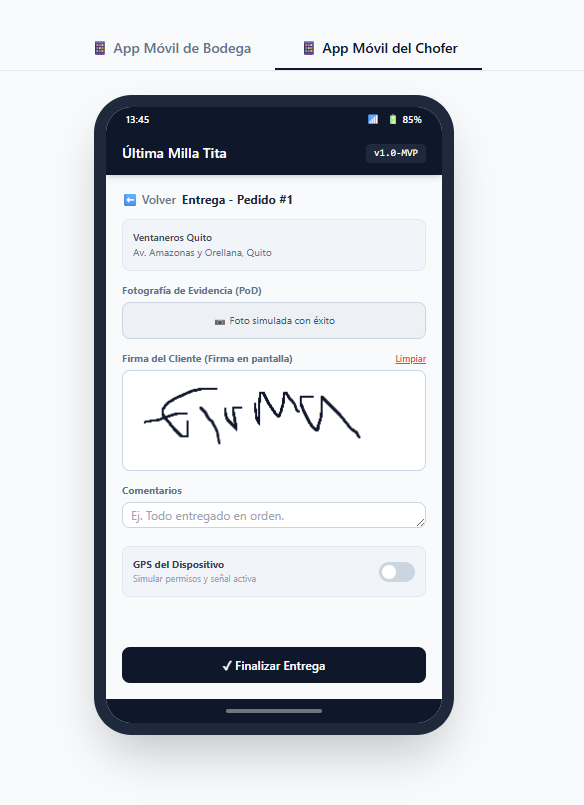 App Móvil de Bodega
App Móvil del Chofer
13:45
85%
Última Milla Tita
v1.0-MVP
Volver Entrega - Pedido #1
Ventaneros Quito
Av. Amazonas y Orellana, Quito
Fotografía de Evidencia (PoD)
Foto simulada con éxito
Firma del Cliente (Firma en pantalla)
Limpiar
Comentarios
Ej. Todo entregado en orden.
GPS del Dispositivo
Simular permisos y señal activa
✓ Finalizar Entrega